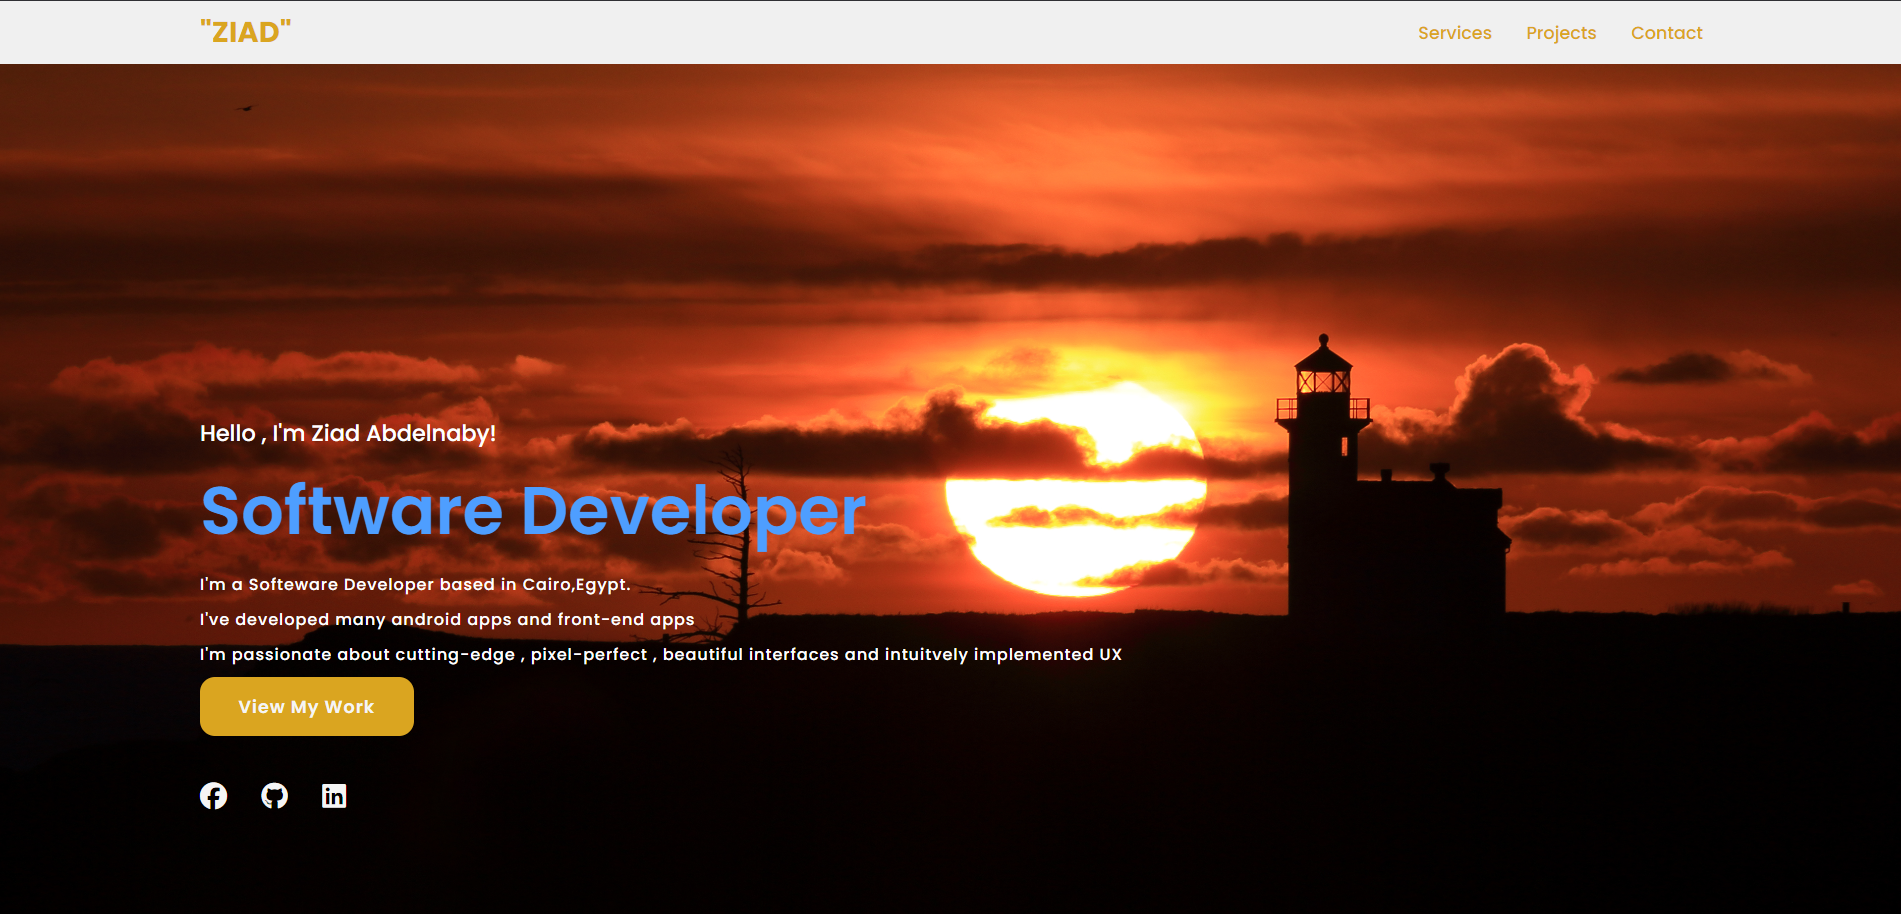 "ZIAD"
Services Projects Contact
Hello , I'm Ziad Abdelnaby!
Software Developer
I'm a Softeware Developer based in Cairo,Egypt.
I've developed many android apps and front-end apps
I'm passionate about cutting-edge , pixel-perfect , beautiful interfaces and intuitvely implemented UX
View My Work